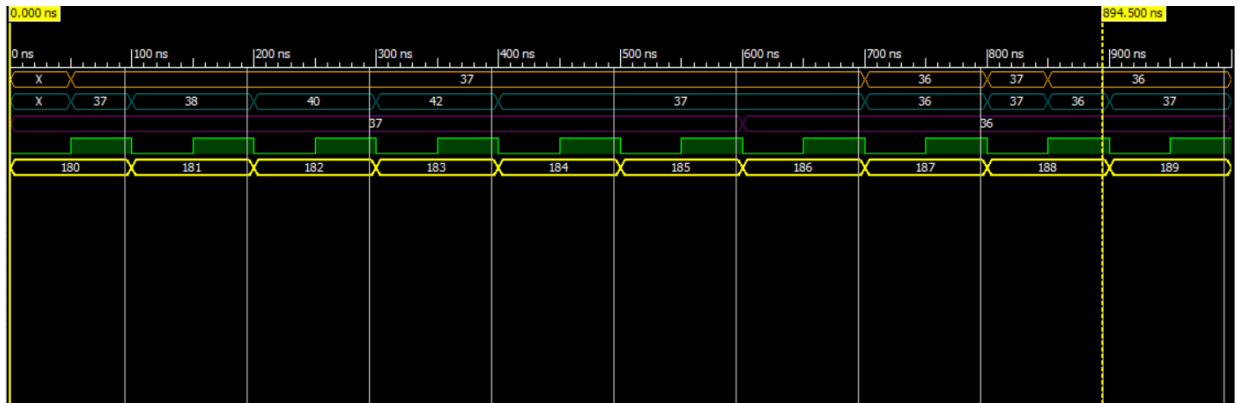 0.000 ns 894.500 ns
0 ns 100 ns 200 ns 300 ns 400 ns 500 ns 600 ns 700 ns 800 ns 900 ns
X 37 36 37 36
X 37 38 40 42 37 36 37 36 37
37 36
180 181 182 183 184 185 186 187 188 189